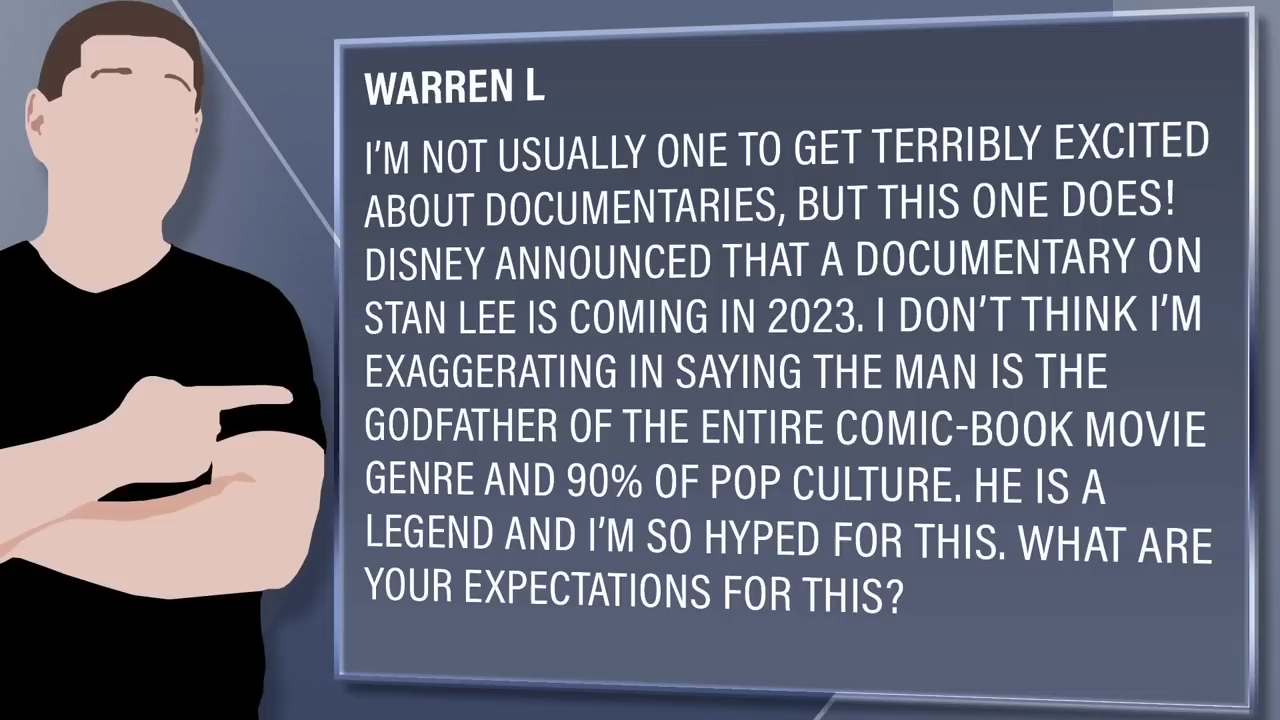 WARREN L
I'M NOT USUALLY ONE TO GET TERRIBLY EXCITED
ABOUT DOCUMENTARIES, BUT THIS ONE DOES!
DISNEY ANNOUNCED THAT A DOCUMENTARY ON
STAN LEE IS COMING IN 2023. I DON'T THINK I'M
EXAGGERATING IN SAYING THE MAN IS THE
GODFATHER OF THE ENTIRE COMIC-BOOK MOVIE
GENRE AND 90% OF POP CULTURE. HE IS A
LEGEND AND I'M SO HYPED FOR THIS. WHAT ARE
YOUR EXPECTATIONS FOR THIS?